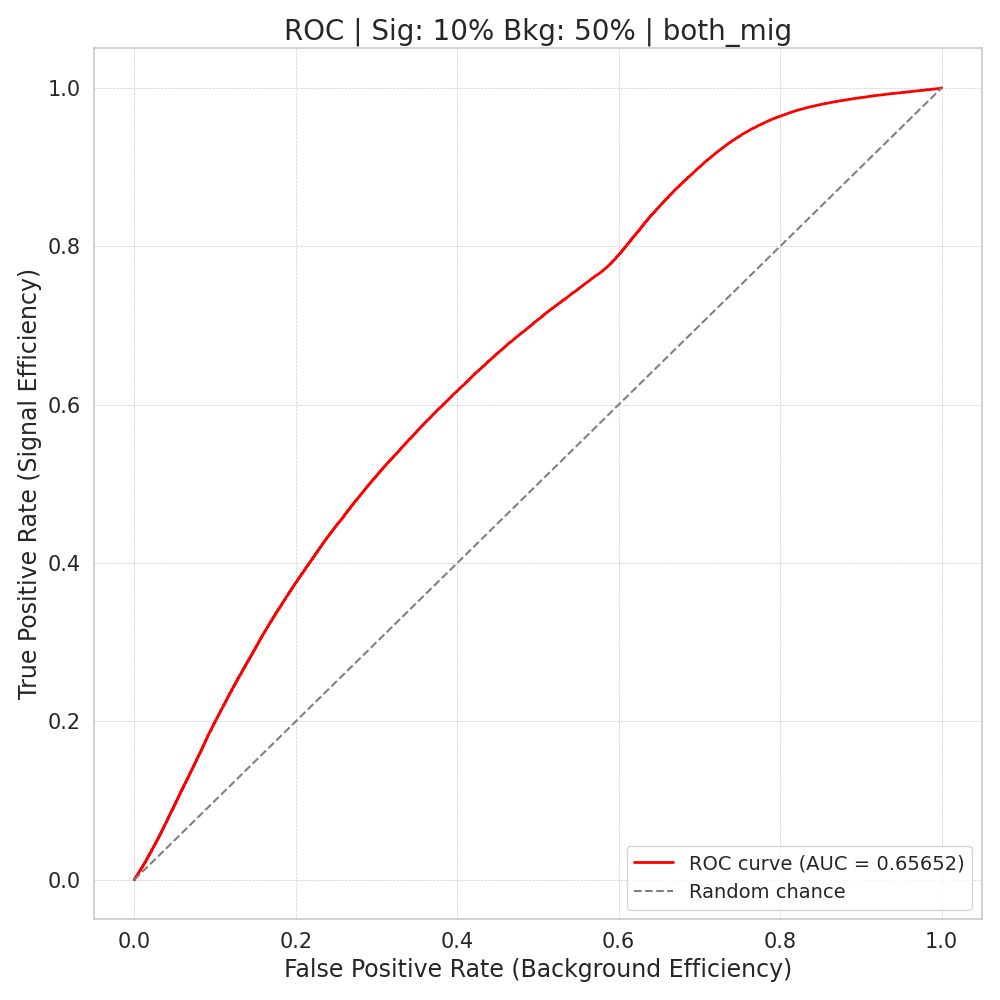 ROC | Sig: 10% Bkg: 50% | both_mig
True Positive Rate (Signal Efficiency)
1.0
0.8
0.6
0.4
0.2
0.0
ROC curve (AUC = 0.65652)
Random chance
0.0 0.2 0.4 0.6 0.8 1.0
False Positive Rate (Background Efficiency)